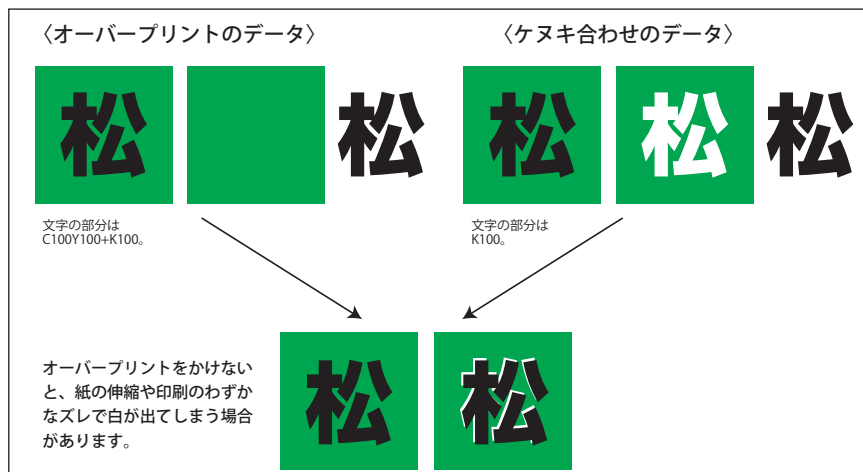 〈オーバープリントのデータ〉
〈ケヌキ合わせのデータ〉
松 松
松 松 松
文字の部分は
C100Y100+K100。
文字の部分は
K100。
オーバープリントをかけない
と、紙の伸縮や印刷のわずか
なズレで白が出てしまう場合
があります。
松 松